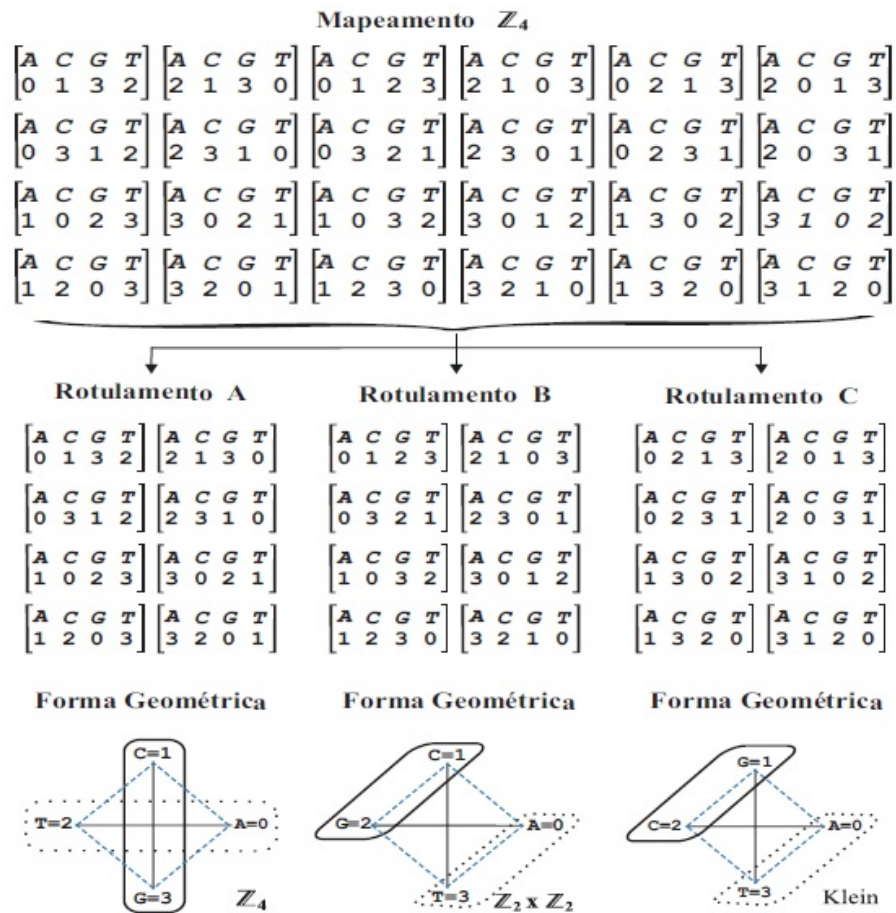 Mapeamento ℤ₄
[A C G T] [A C G T] [A C G T] [A C G T] [A C G T] [A C G T]
[0 1 3 2] [2 1 3 0] [0 1 2 3] [2 1 0 3] [0 2 1 3] [2 0 1 3]
[A C G T] [A C G T] [A C G T] [A C G T] [A C G T] [A C G T]
[0 3 1 2] [2 3 1 0] [0 3 2 1] [2 3 0 1] [0 2 3 1] [2 0 3 1]
[A C G T] [A C G T] [A C G T] [A C G T] [A C G T] [A C G T]
[1 0 2 3] [3 0 2 1] [1 0 3 2] [3 0 1 2] [1 3 0 2] [3 1 0 2]
[A C G T] [A C G T] [A C G T] [A C G T] [A C G T] [A C G T]
[1 2 0 3] [3 2 0 1] [1 2 3 0] [3 2 1 0] [1 3 2 0] [3 1 2 0]
Rotulamento A
[A C G T] [A C G T]
[0 1 3 2] [2 1 3 0]
[A C G T] [A C G T]
[0 3 1 2] [2 3 1 0]
[A C G T] [A C G T]
[1 0 2 3] [3 0 2 1]
[A C G T] [A C G T]
[1 2 0 3] [3 2 0 1]
Forma Geométrica
C=1
T=2 A=0
G=3
ℤ₄
Rotulamento B
[A C G T] [A C G T]
[0 1 2 3] [2 1 0 3]
[A C G T] [A C G T]
[0 3 2 1] [2 3 0 1]
[A C G T] [A C G T]
[1 0 3 2] [3 0 1 2]
[A C G T] [A C G T]
[1 2 3 0] [3 2 1 0]
Forma Geométrica
C=1
G=2 A=0
T=3
ℤ₂ x ℤ₂
Rotulamento C
[A C G T] [A C G T]
[0 2 1 3] [2 0 1 3]
[A C G T] [A C G T]
[0 2 3 1] [2 0 3 1]
[A C G T] [A C G T]
[1 3 0 2] [3 1 0 2]
[A C G T] [A C G T]
[1 3 2 0] [3 1 2 0]
Forma Geométrica
G=1
C=2 A=0
T=3
Klein